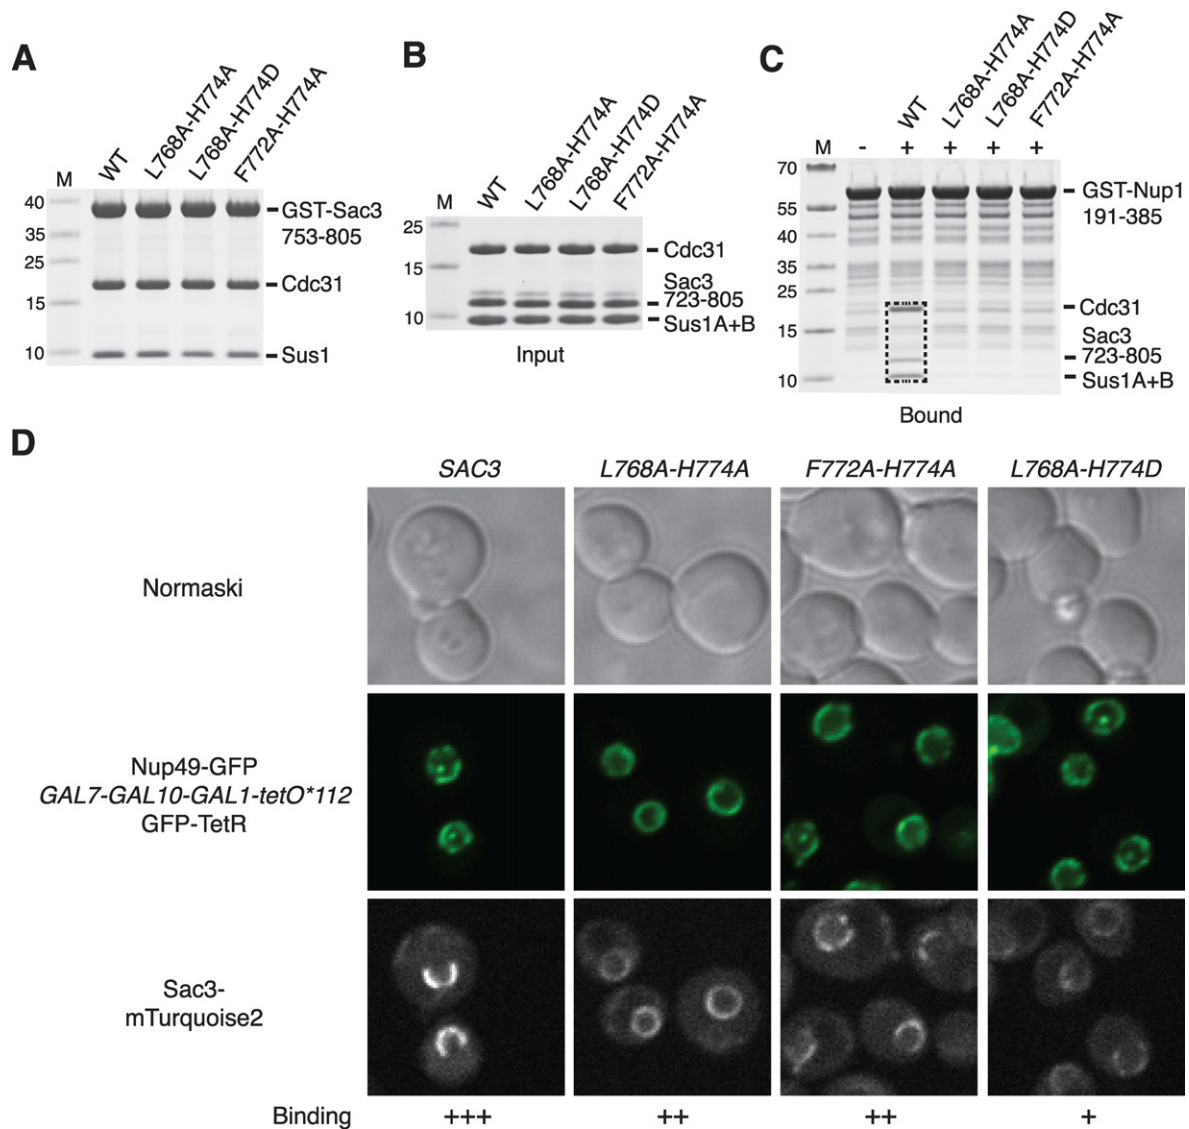 A
WT
L768A-H774A
L768A-H774D
F772A-H774A
M
40
35
25
15
10
GST-Sac3
753-805
Cdc31
Sus1
B
WT
L768A-H774A
L768A-H774D
F772A-H774A
M
25
15
10
Cdc31
Sac3
723-805
Sus1A+B
Input
C
WT
L768A-H774A
L768A-H774D
F772A-H774A
M - + + + +
70
55
40
35
25
15
10
GST-Nup1
191-385
Cdc31
Sac3
723-805
Sus1A+B
Bound
D
SAC3 L768A-H774A F772A-H774A L768A-H774D
Normaski
Nup49-GFP
GAL7-GAL10-GAL1-tetO*112
GFP-TetR
Sac3-
mTurquoise2
Binding +++ ++ ++ +